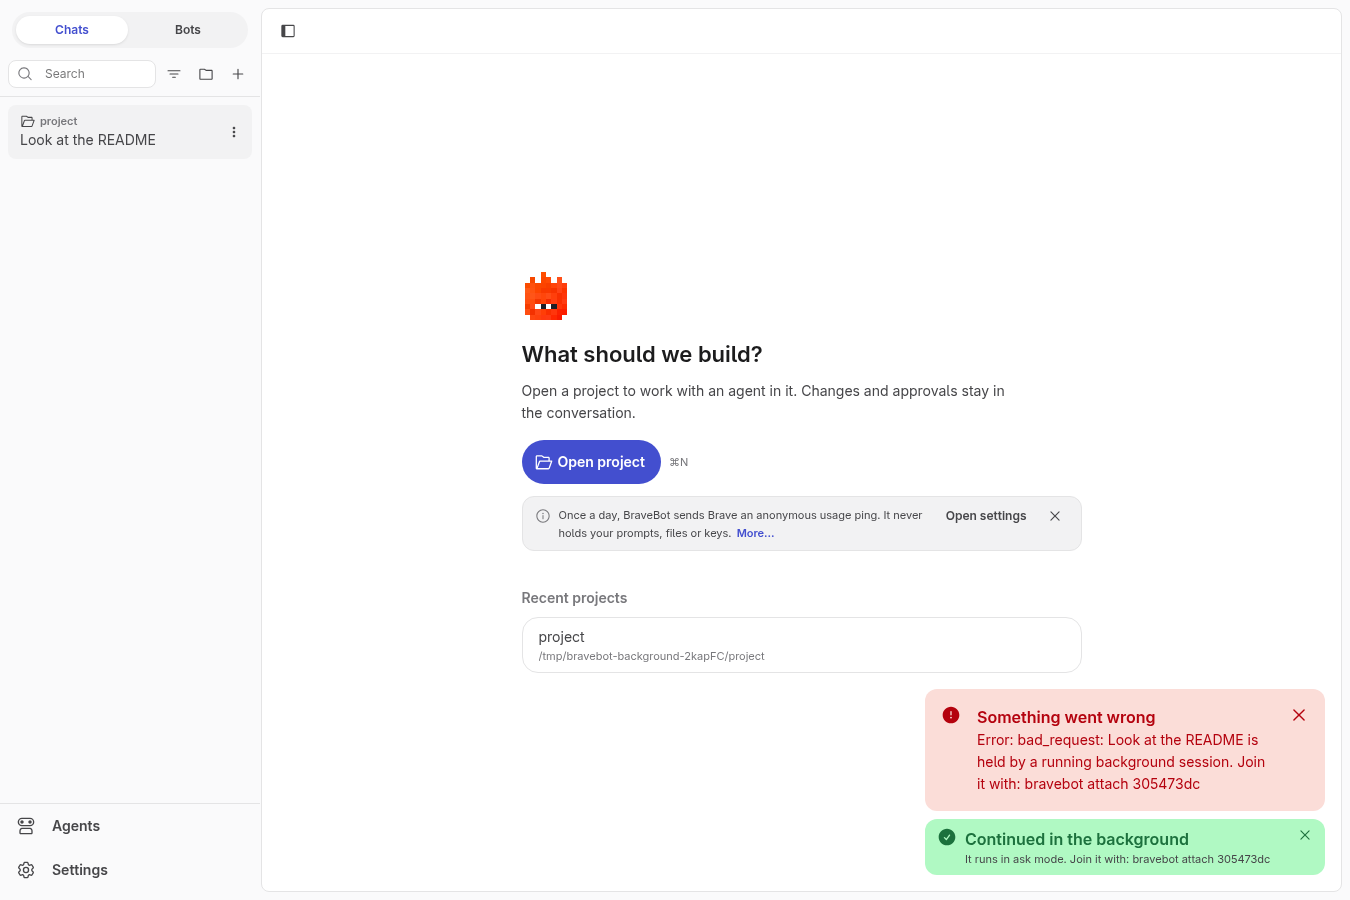 Chats
Bots
Search
project
Look at the README
What should we build?
Open a project to work with an agent in it. Changes and approvals stay in
the conversation.
Open project
⌘N
Once a day, BraveBot sends Brave an anonymous usage ping. It never
holds your prompts, files or keys. More...
Open settings
Recent projects
project
/tmp/bravebot-background-2kapFC/project
Something went wrong
Error: bad_request: Look at the README is
held by a running background session. Join
it with: bravebot attach 305473dc
Continued in the background
It runs in ask mode. Join it with: bravebot attach 305473dc
Agents
Settings